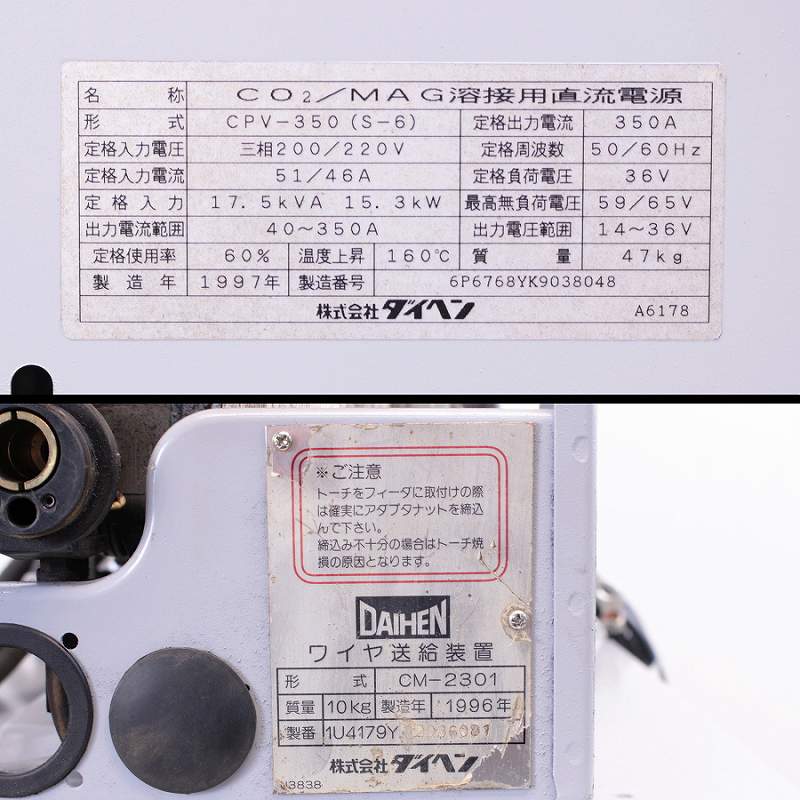 名称 CO₂/MAG溶接用直流電源
形式 CPV-350(S-6) 定格出力電流 350A
定格入力電圧 三相200/220V 定格周波数 50/60Hz
定格入力電流 51/46A 定格負荷電圧 36V
定格入力 17.5kVA 15.3kW 最高無負荷電圧 59/65V
出力電流範囲 40~350A 出力電圧範囲 14~36V
定格使用率 60% 温度上昇 160℃ 質量 47kg
製造年 1997年 製造番号 6P6768YK9038048
株式会社ダイヘン A6178
※ご注意
トーチをフィーダに取付けの際
は確実にアダプタナットを締込
んで下さい。
締込み不十分の場合はトーチ焼
損の原因となります。
DAIHEN
ワイヤ送給装置
形式 CM-2301
質量 10kg 製造年 1996年
製番 1U4179Y
株式会社ダイヘン
N3838